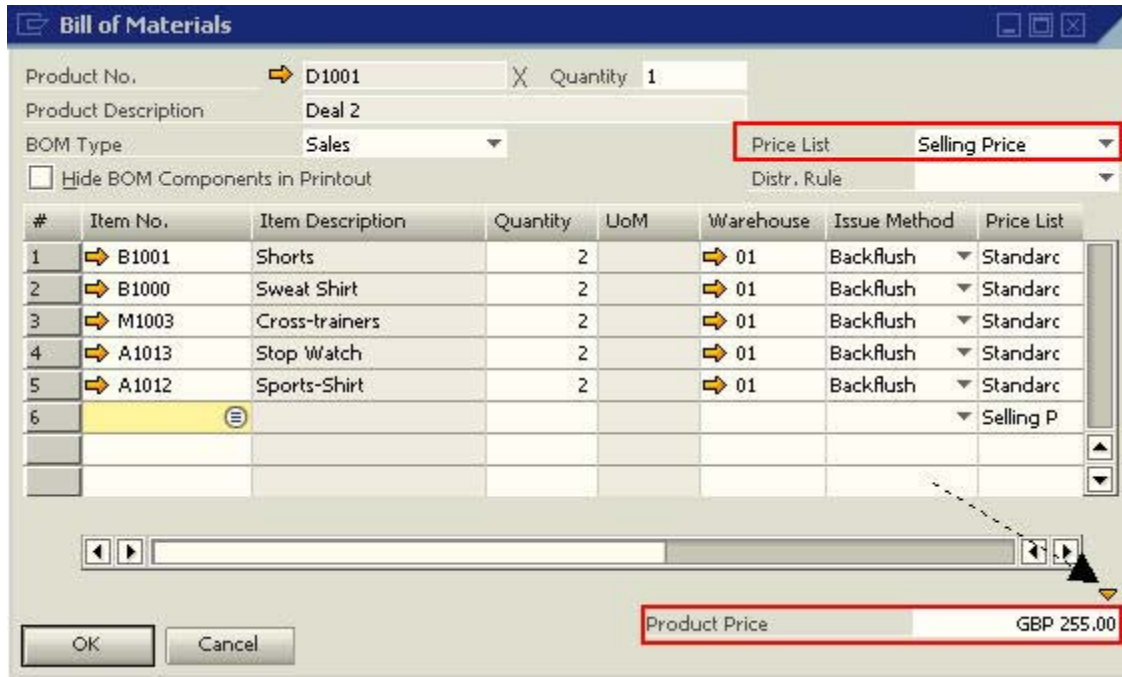 Bill of Materials
Product No. D1001 X Quantity 1
Product Description Deal 2
BOM Type Sales Price List Selling Price
Hide BOM Components in Printout Distr. Rule
# Item No. Item Description Quantity UoM Warehouse Issue Method Price List
1 B1001 Shorts 2 01 Backflush Standarc
2 B1000 Sweat Shirt 2 01 Backflush Standarc
3 M1003 Cross-trainers 2 01 Backflush Standarc
4 A1013 Stop Watch 2 01 Backflush Standarc
5 A1012 Sports-Shirt 2 01 Backflush Standarc
6 Selling P
Product Price GBP 255.00
OK Cancel